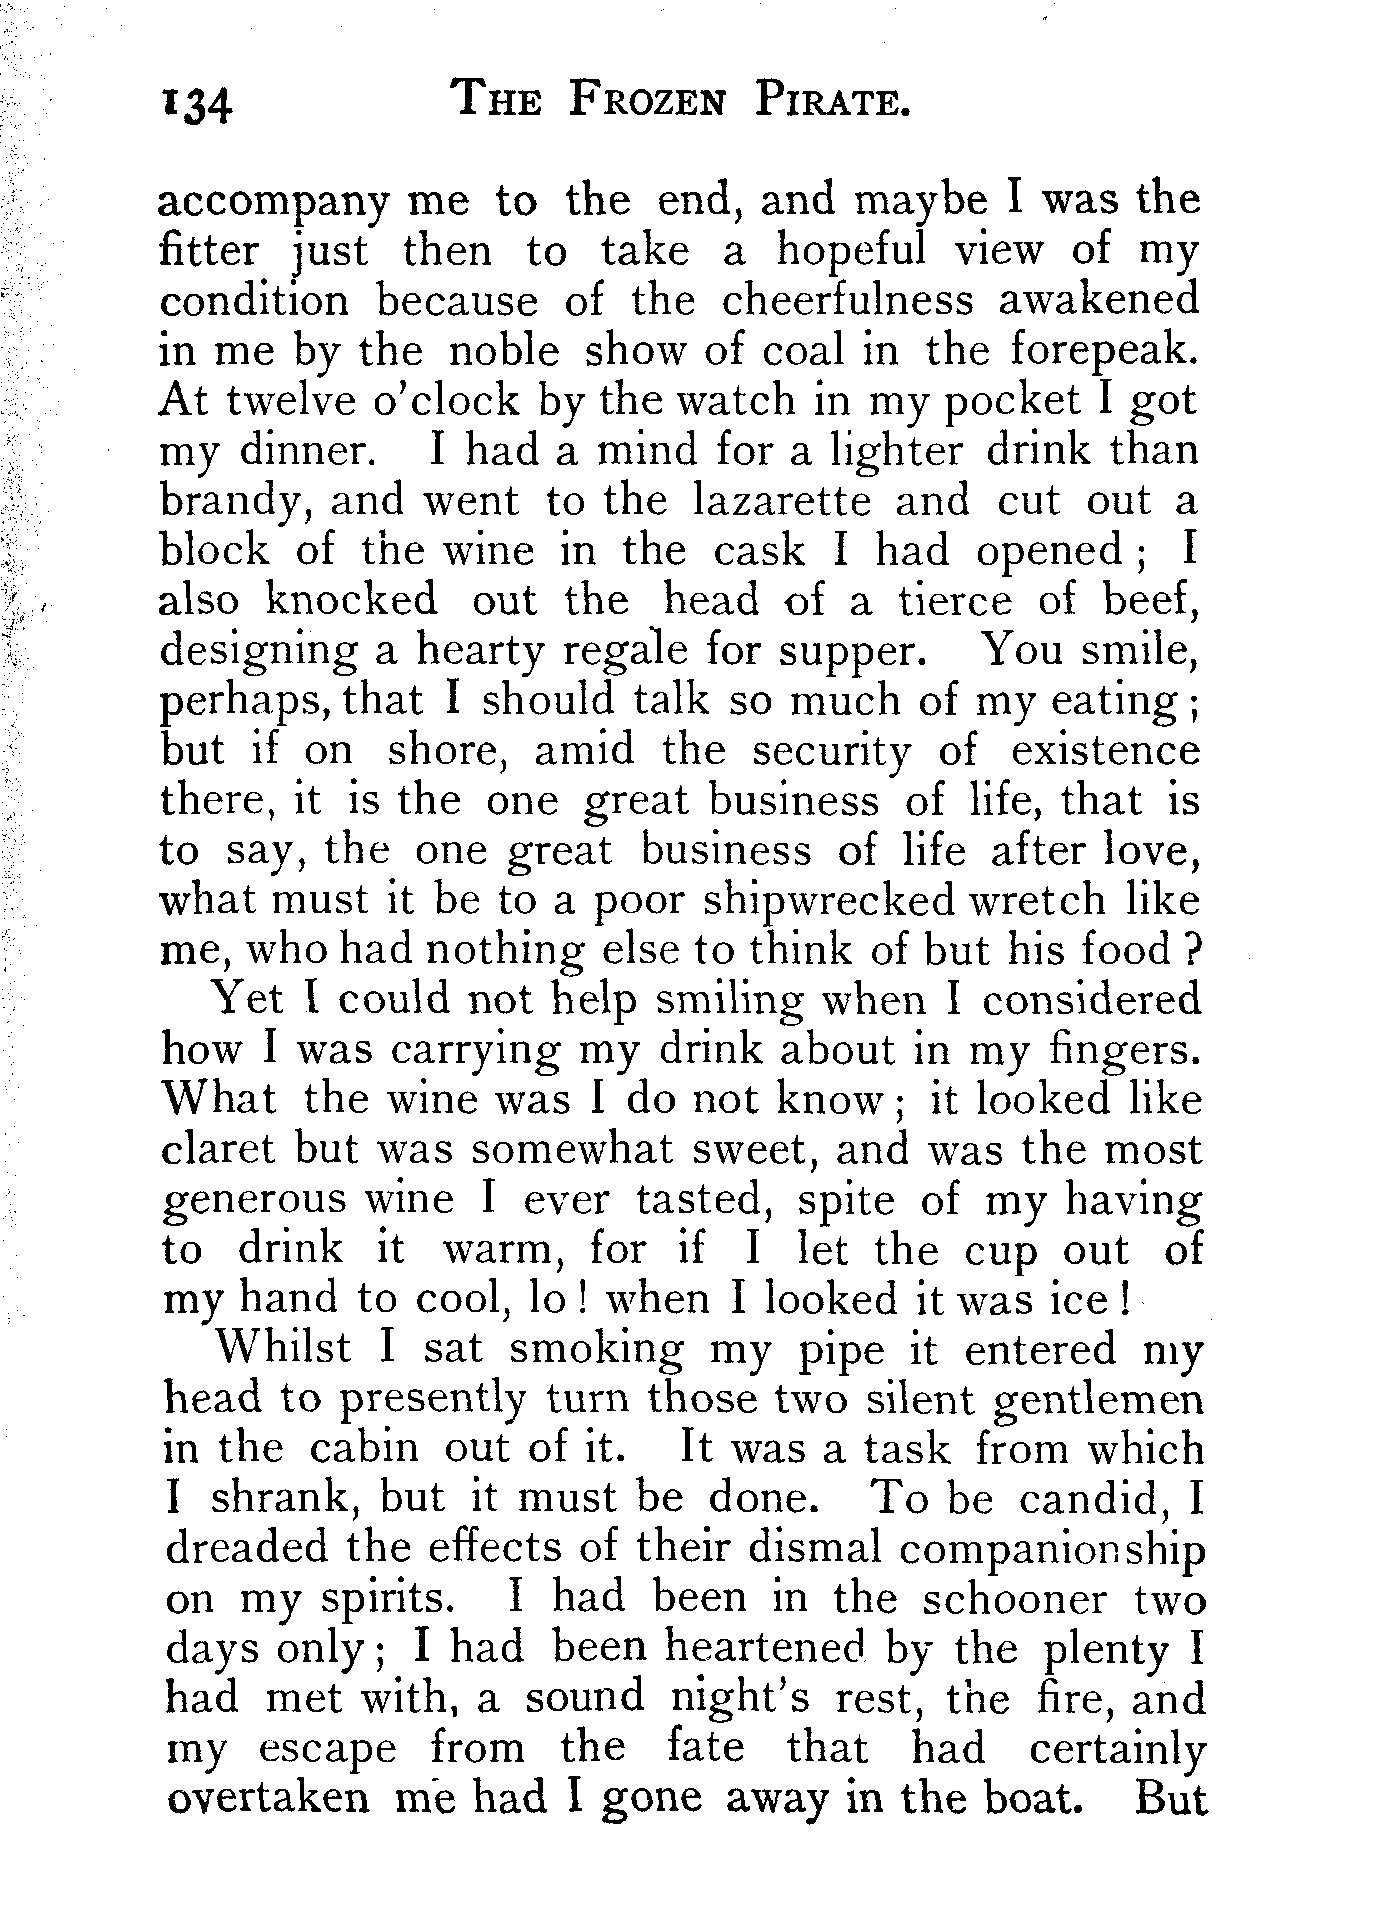 134 THE FROZEN PIRATE.
accompany me to the end, and maybe I was the
fitter just then to take a hopeful view of my
condition because of the cheerfulness awakened
in me by the noble show of coal in the forepeak.
At twelve o'clock by the watch in my pocket I got
my dinner. I had a mind for a lighter drink than
brandy, and went to the lazarette and cut out a
block of the wine in the cask I had opened ; I
also knocked out the head of a tierce of beef,
designing a hearty regale for supper. You smile,
perhaps, that I should talk so much of my eating ;
but if on shore, amid the security of existence
there, it is the one great business of life, that is
to say, the one great business of life after love,
what must it be to a poor shipwrecked wretch like
me, who had nothing else to think of but his food ?
Yet I could not help smiling when I considered
how I was carrying my drink about in my fingers.
What the wine was I do not know ; it looked like
claret but was somewhat sweet, and was the most
generous wine I ever tasted, spite of my having
to drink it warm, for if I let the cup out of
my hand to cool, lo ! when I looked it was ice !
Whilst I sat smoking my pipe it entered my
head to presently turn those two silent gentlemen
in the cabin out of it. It was a task from which
I shrank, but it must be done. To be candid, I
dreaded the effects of their dismal companionship
on my spirits. I had been in the schooner two
days only ; I had been heartened by the plenty I
had met with, a sound night's rest, the fire, and
my escape from the fate that had certainly
overtaken me had I gone away in the boat. But